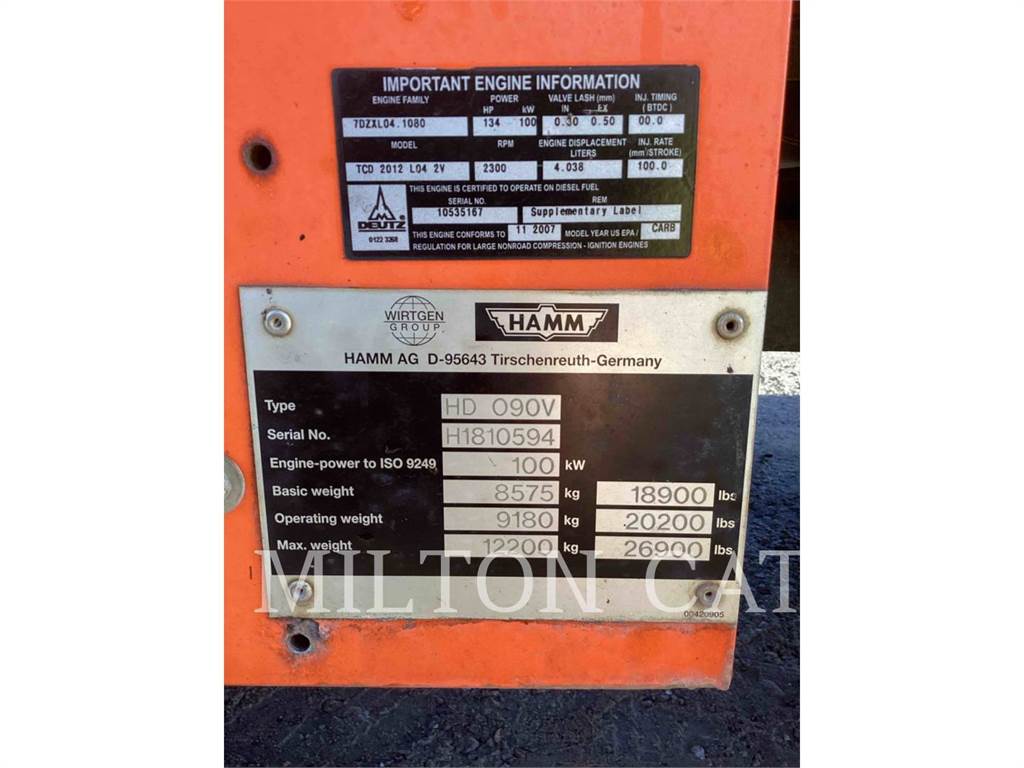 IMPORTANT ENGINE INFORMATION
ENGINE FAMILY POWER VALVE LASH (mm) INJ. TIMING
HP kW IN EX (BTDC)
7DZXL04.1080 134 100 0.30 0.50 00.0
MODEL RPM ENGINE DISPLACEMENT INJ. RATE
LITERS (mm³/STROKE)
TCD 2012 L04 2V 2300 4.038 100.0
THIS ENGINE IS CERTIFIED TO OPERATE ON DIESEL FUEL
SERIAL NO. REM
10535167 Supplementary Label
DEUTZ
THIS ENGINE CONFORMS TO 11 2007 MODEL YEAR US EPA / CARB
0122 3268 REGULATION FOR LARGE NONROAD COMPRESSION - IGNITION ENGINES
WIRTGEN HAMM
GROUP
HAMM AG D-95643 Tirschenreuth-Germany
Type HD 090V
Serial No. H1810594
Engine-power to ISO 9249 100 kW
Basic weight 8575 kg 18900 lbs
Operating weight 9180 kg 20200 lbs
Max. weight 12200 kg 26900 lbs
MILTON CAT
00420905